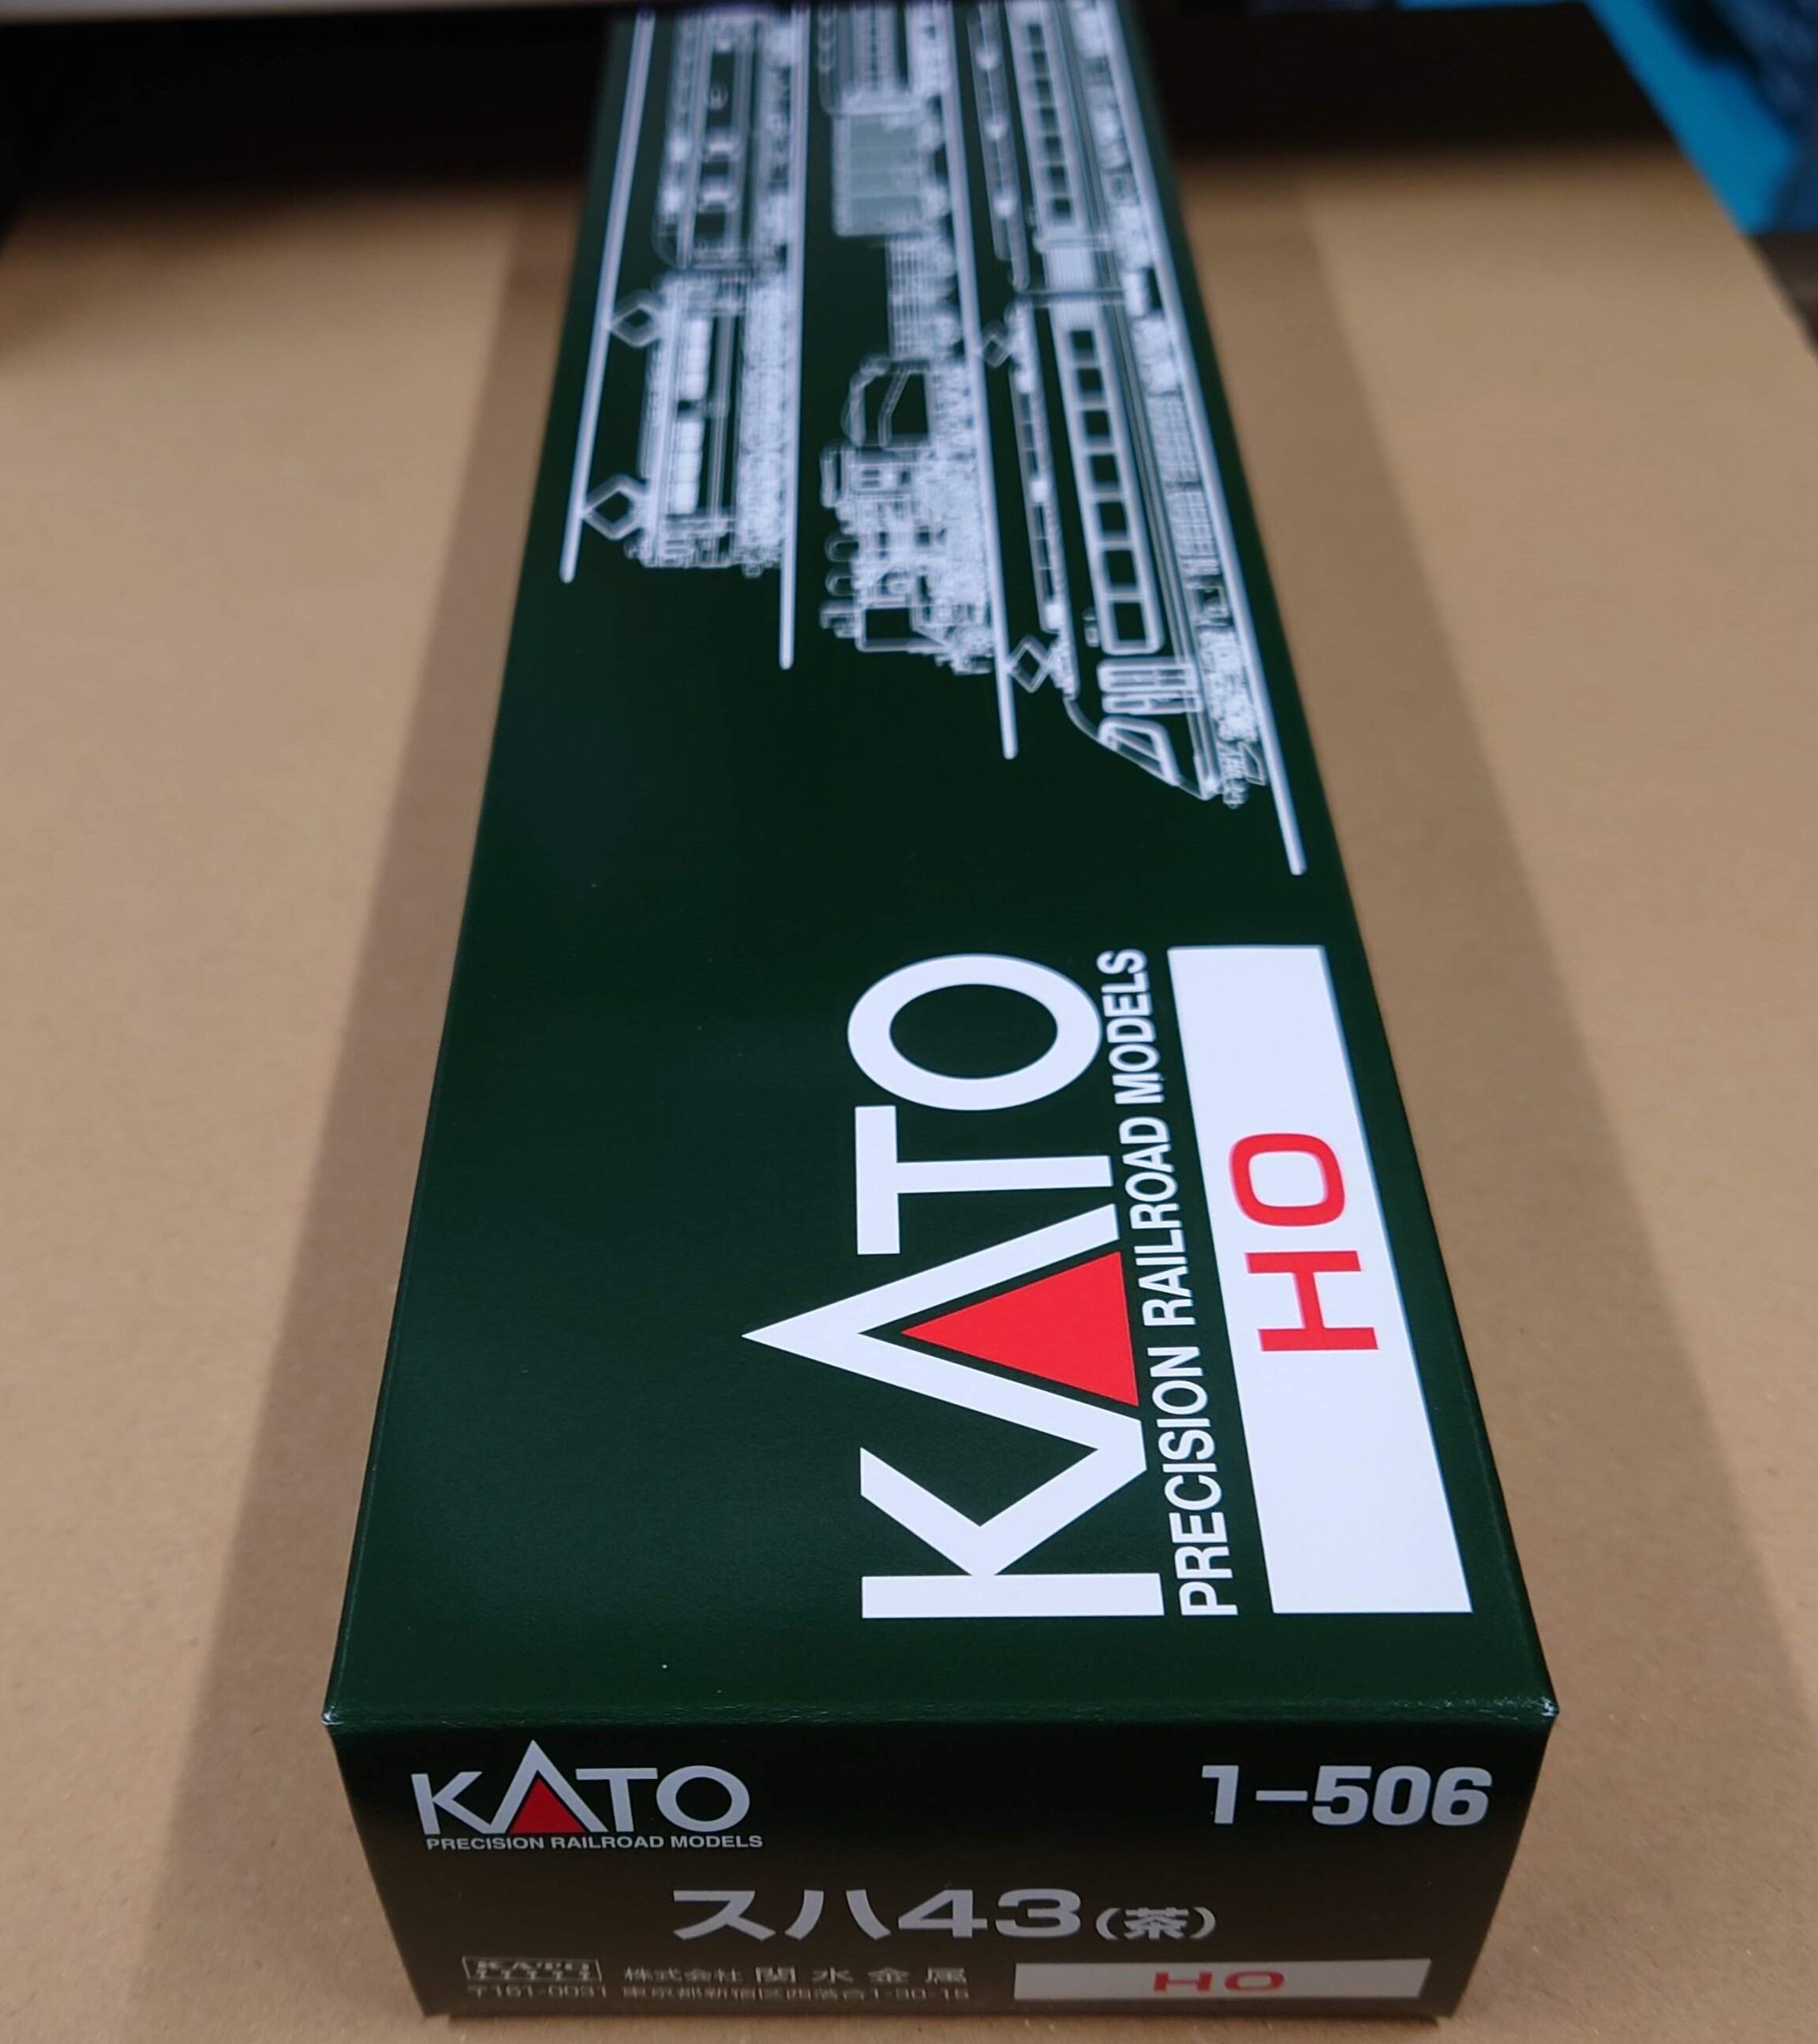 KATO
PRECISION RAILROAD MODELS
HO
KATO
PRECISION RAILROAD MODELS
1-506
スハ43(茶)
KATO
株式会社 関水金属
〒161-0031 東京都新宿区西落合1-30-15
HO